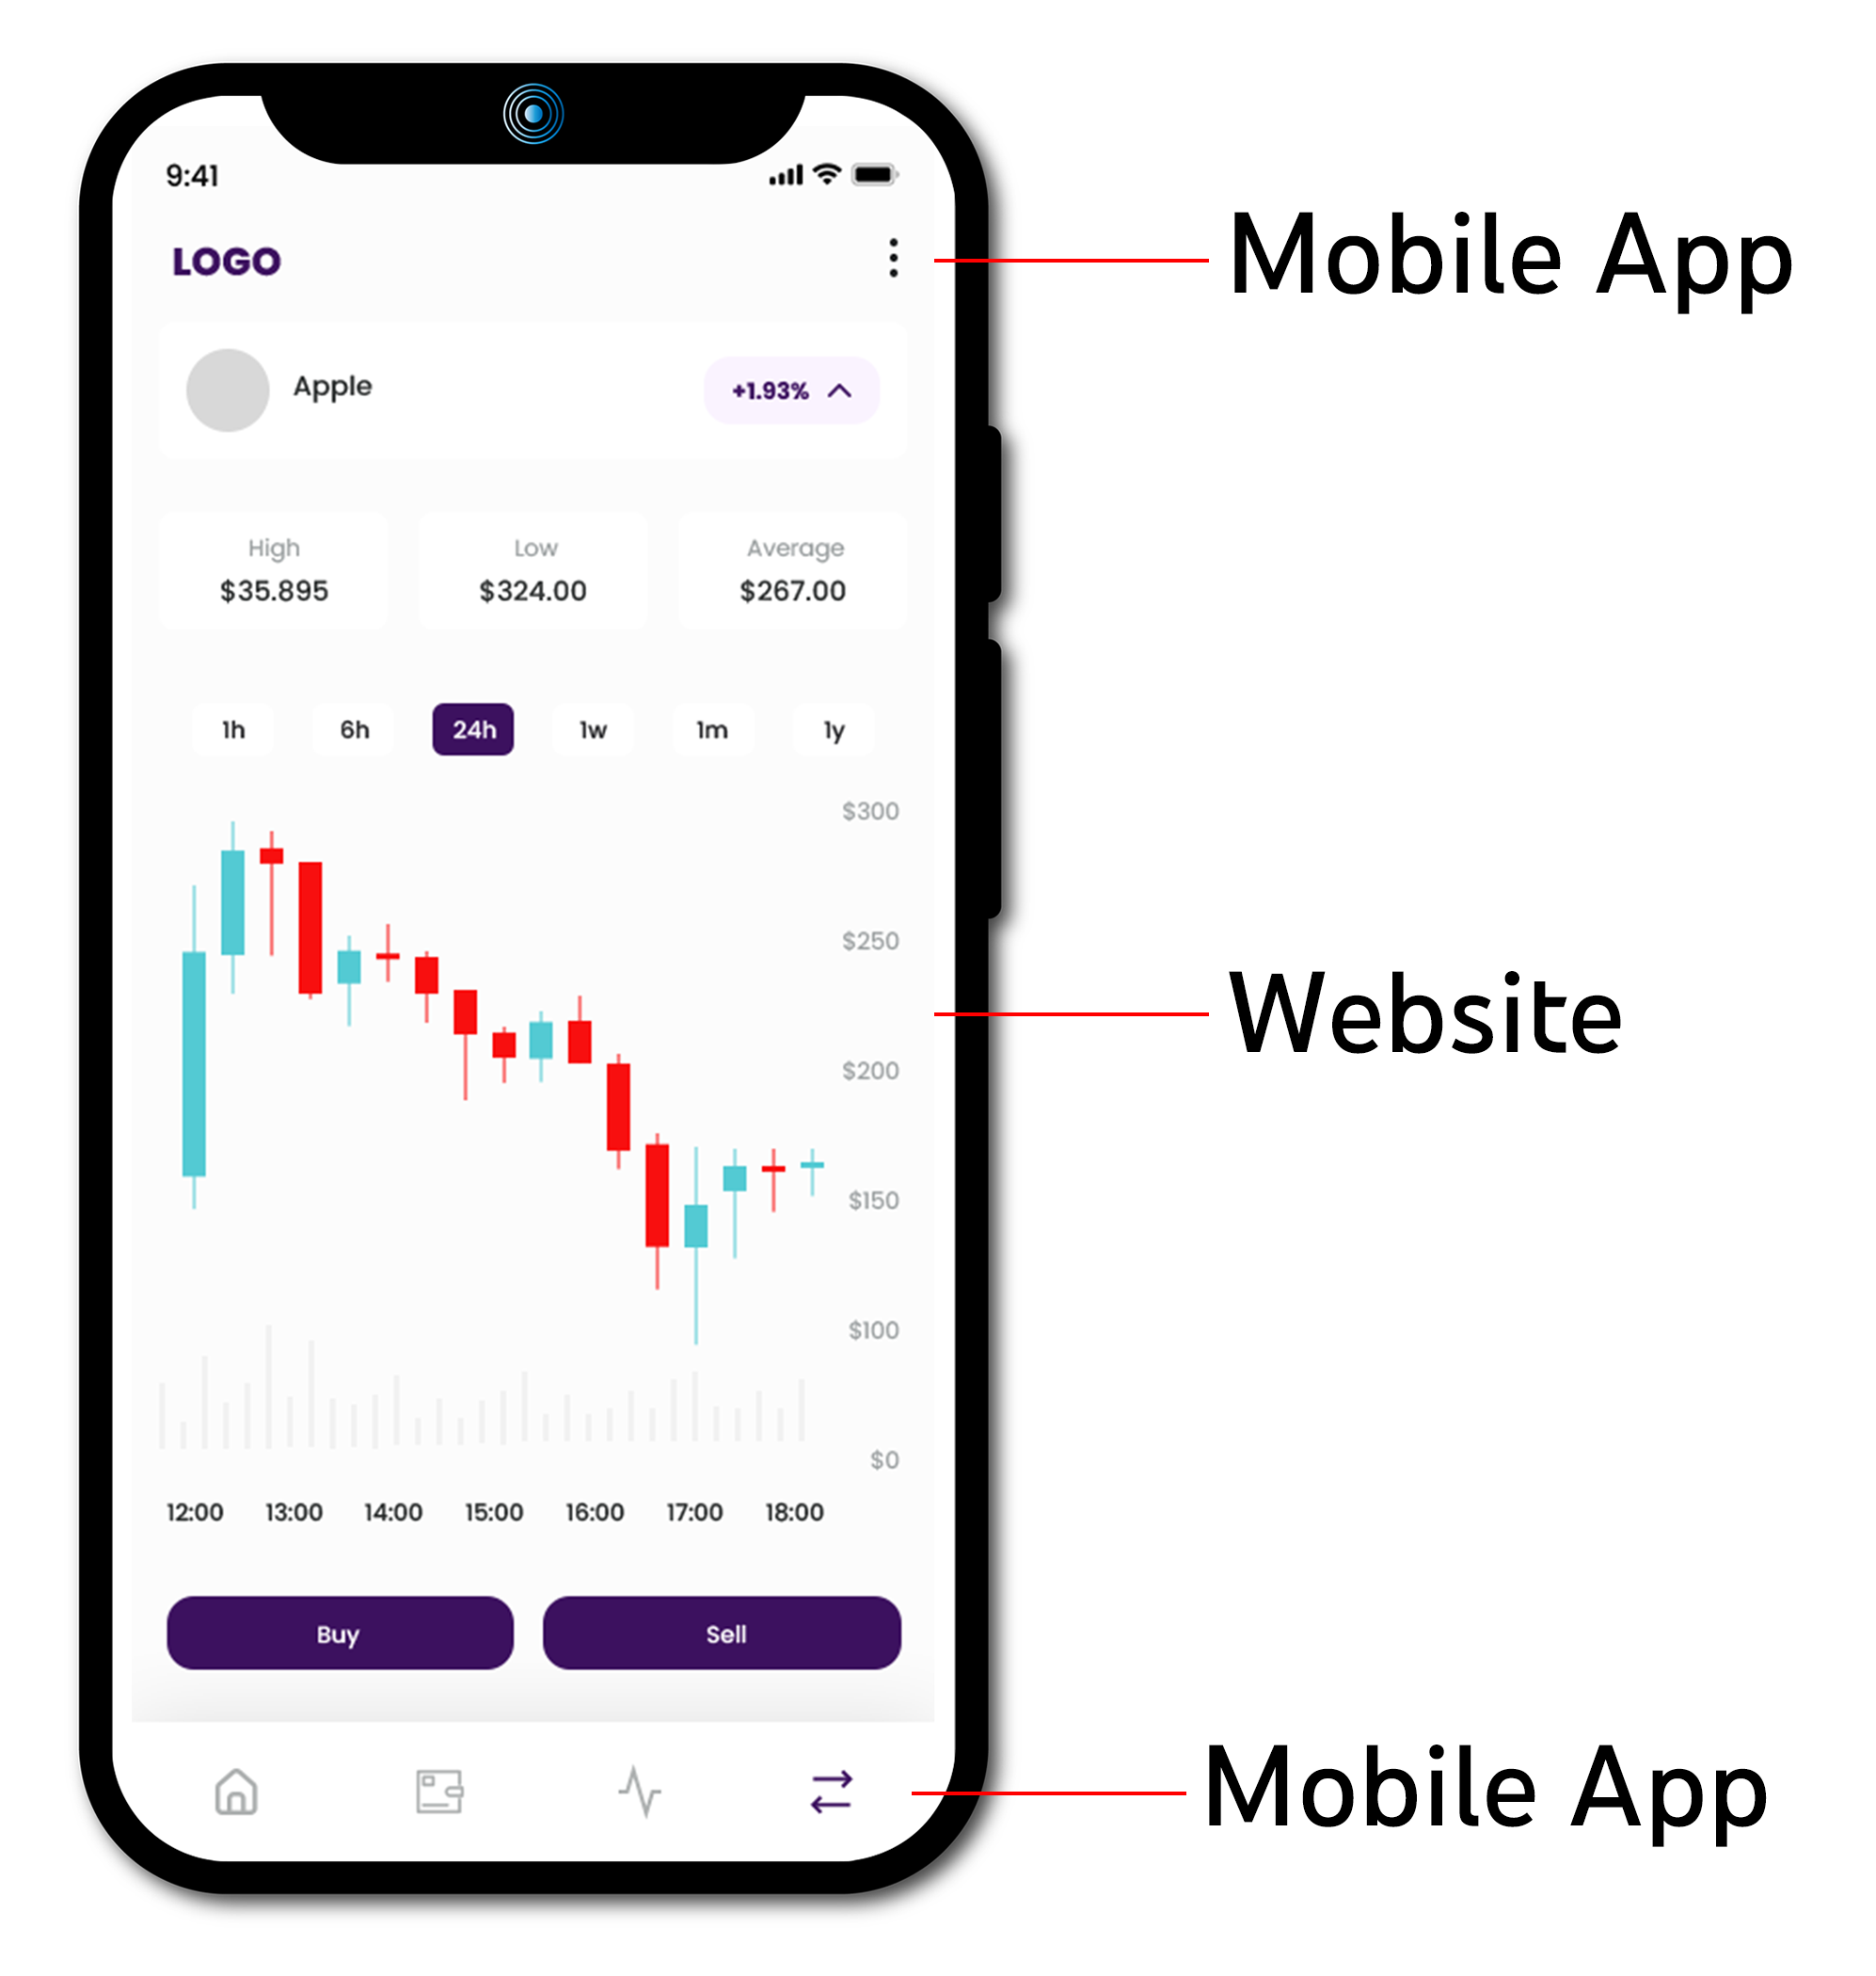 9:41
LOGO
Mobile App
Apple
+1.93%
High Low Average
$35.895 $324.00 $267.00
1h 6h 24h 1w 1m 1y
$300
$250
Website
$200
$150
$100
$0
12:00 13:00 14:00 15:00 16:00 17:00 18:00
Buy Sell
Mobile App